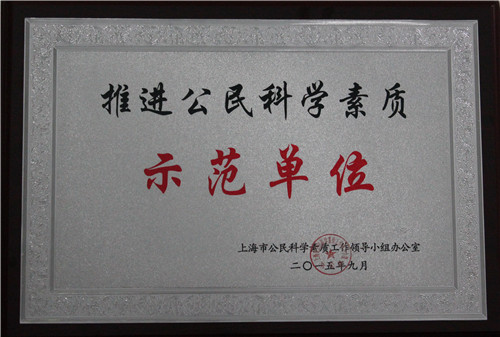 推进公民科学素质
示范单位
上海市公民科学素质工作领导小组办公室
二〇一五年九月